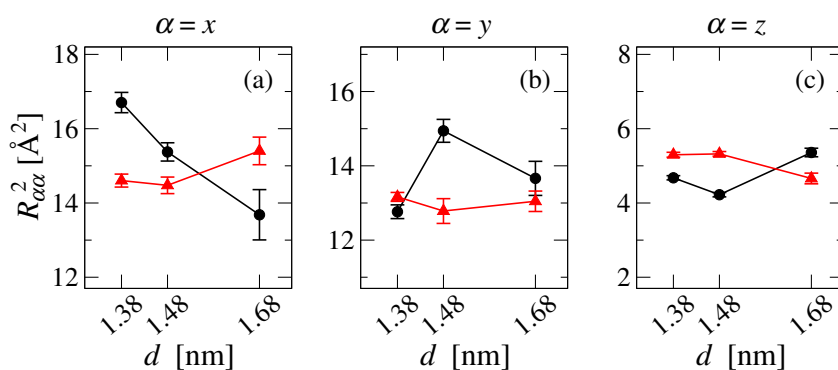 α = x α = y α = z
R²αα [Å²]
18 16 14 12
(a)
16 14 12
(b)
8 6 4 2
(c)
1.38 1.48 1.68 1.38 1.48 1.68 1.38 1.48 1.68
d [nm] d [nm] d [nm]